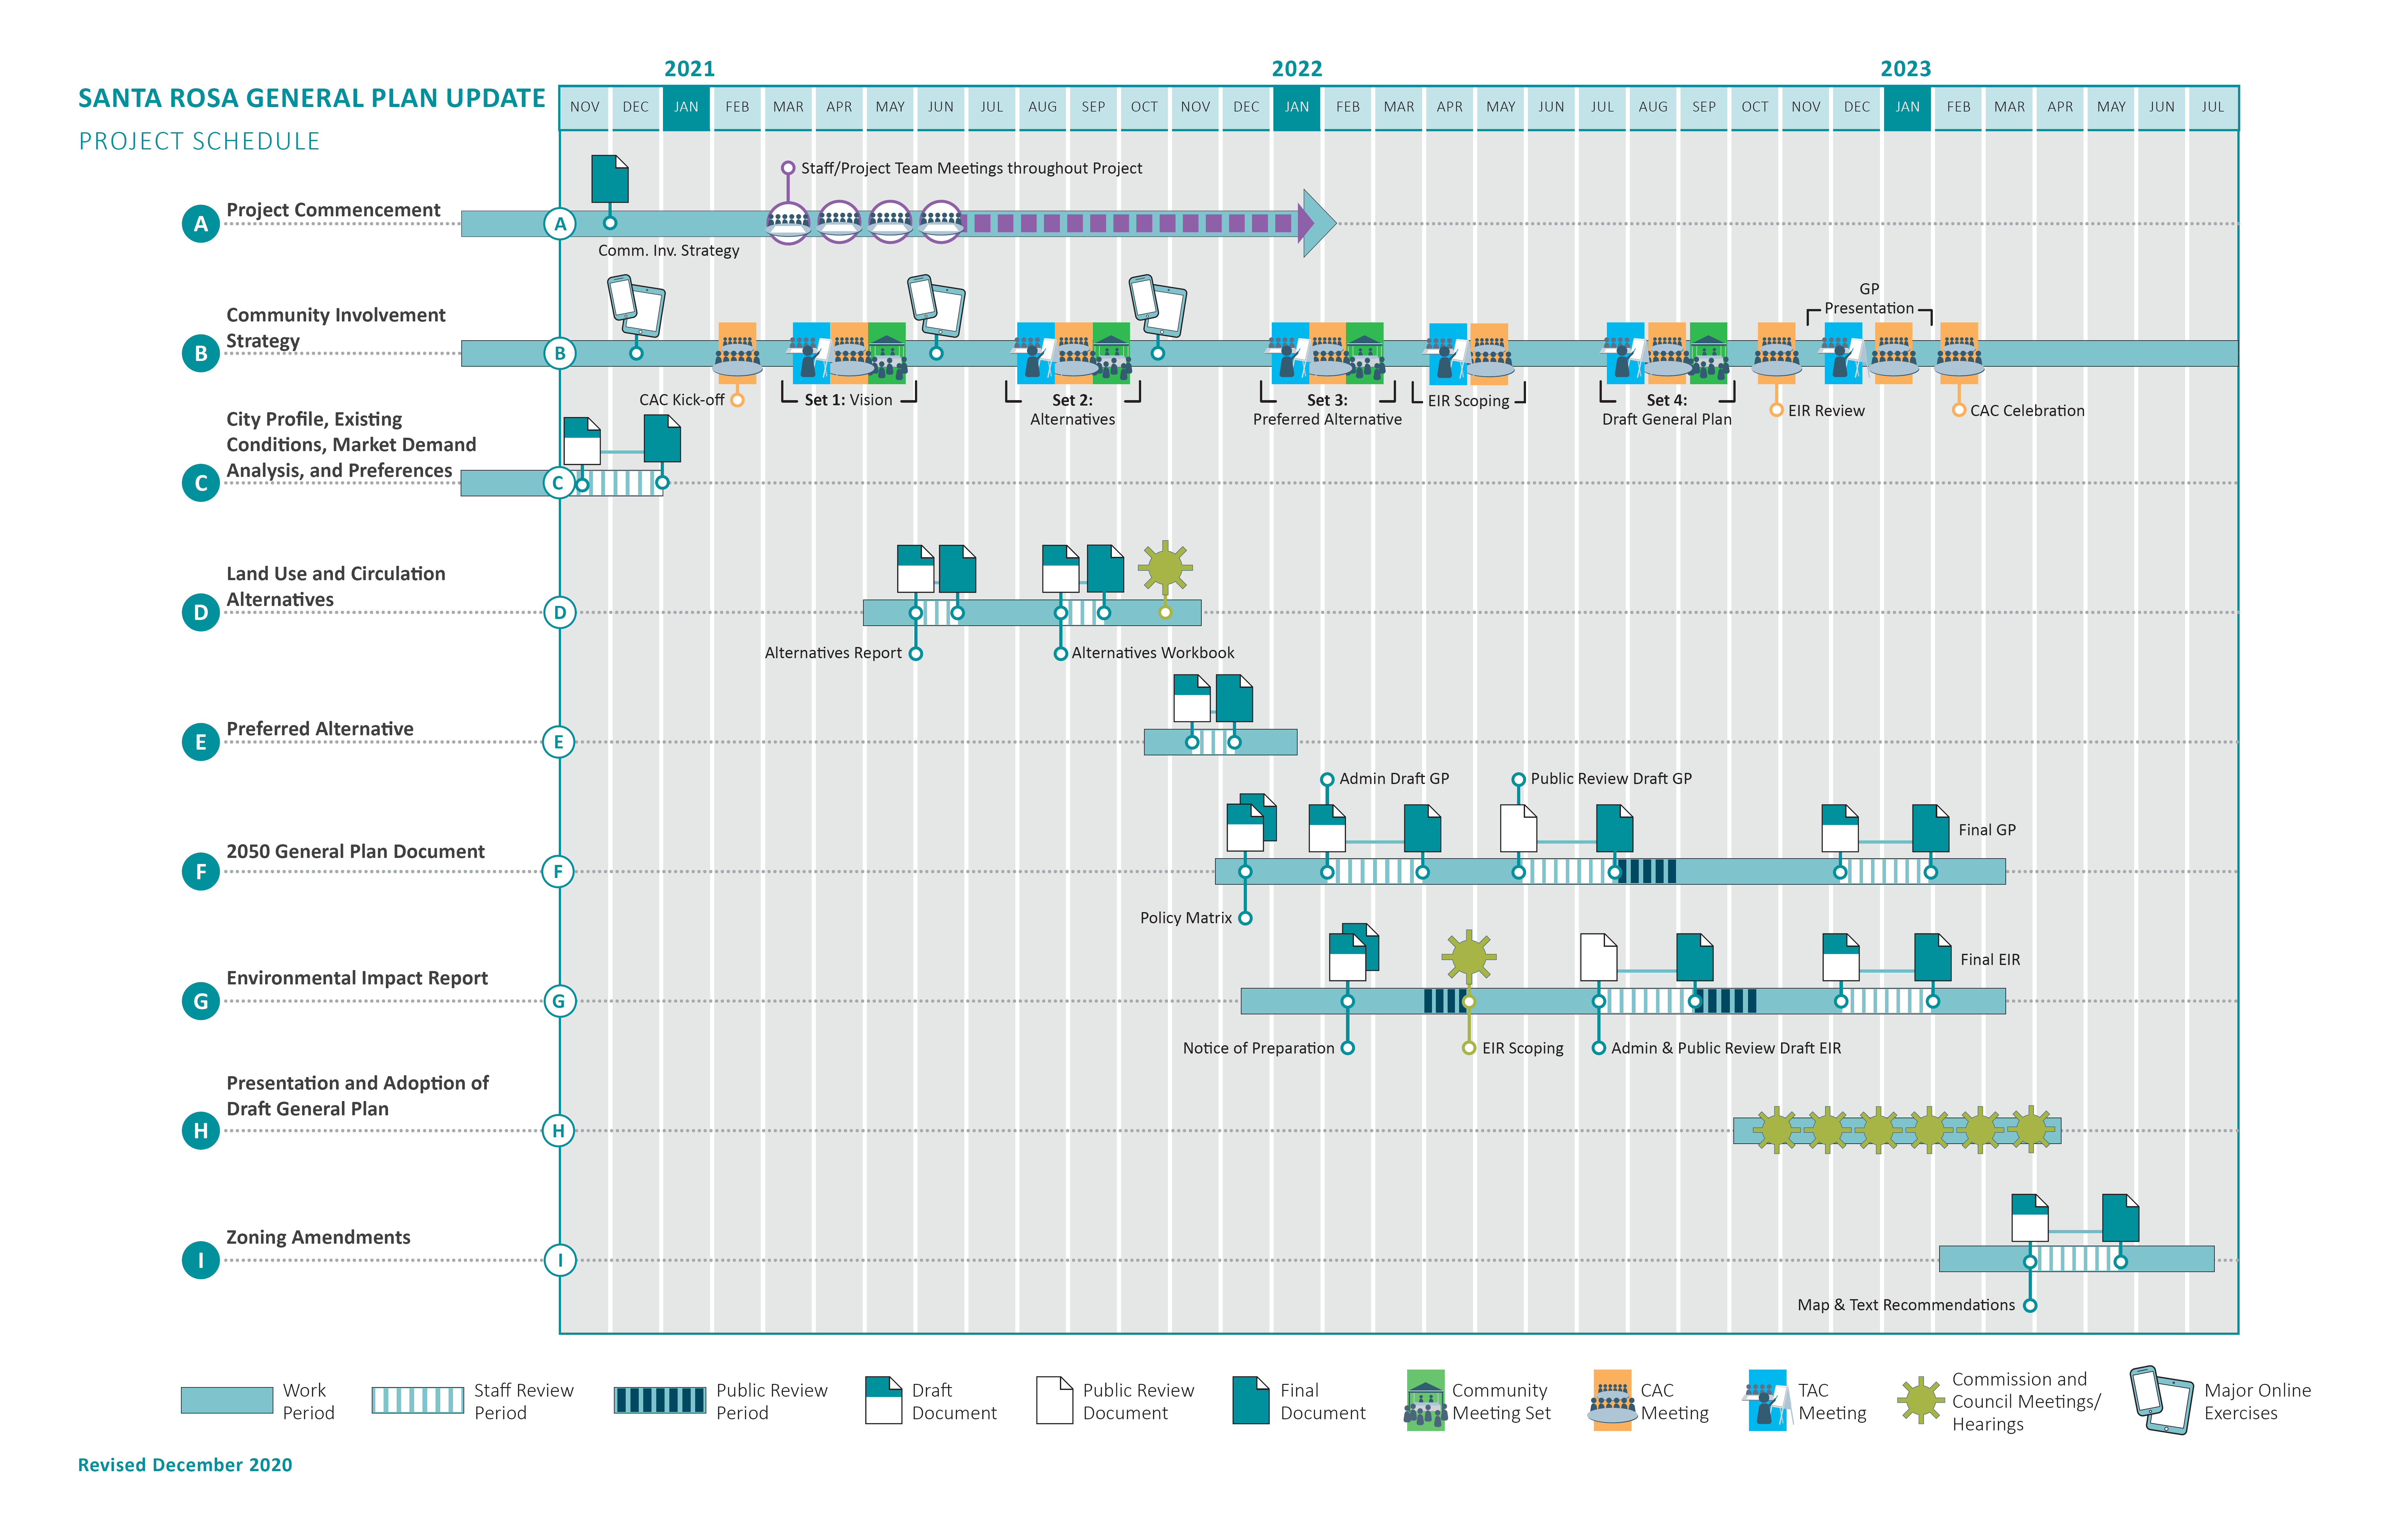 2021 2022 2023
SANTA ROSA GENERAL PLAN UPDATE
PROJECT SCHEDULE
NOV DEC JAN FEB MAR APR MAY JUN JUL AUG SEP OCT NOV DEC JAN FEB MAR APR MAY JUN JUL AUG SEP OCT NOV DEC JAN FEB MAR APR MAY JUN JUL
Staff/Project Team Meetings throughout Project
A Project Commencement A
Comm. Inv. Strategy
GP
Presentation
Community Involvement
Strategy
B B
CAC Kick-off Set 1: Vision Set 2: Set 3: EIR Scoping Set 4: EIR Review CAC Celebration
Alternatives Preferred Alternative Draft General Plan
City Profile, Existing
Conditions, Market Demand
Analysis, and Preferences
C C
Land Use and Circulation
Alternatives
D D
Alternatives Report Alternatives Workbook
E Preferred Alternative E
Admin Draft GP Public Review Draft GP
Final GP
F 2050 General Plan Document F
Policy Matrix
Final EIR
G Environmental Impact Report G
Notice of Preparation EIR Scoping Admin & Public Review Draft EIR
Presentation and Adoption of
Draft General Plan
H H
I Zoning Amendments I
Map & Text Recommendations
Work
Period
Staff Review
Period
Public Review
Period
Draft
Document
Public Review
Document
Final
Document
Community
Meeting Set
CAC
Meeting
TAC
Meeting
Commission and
Council Meetings/
Hearings
Major Online
Exercises
Revised December 2020